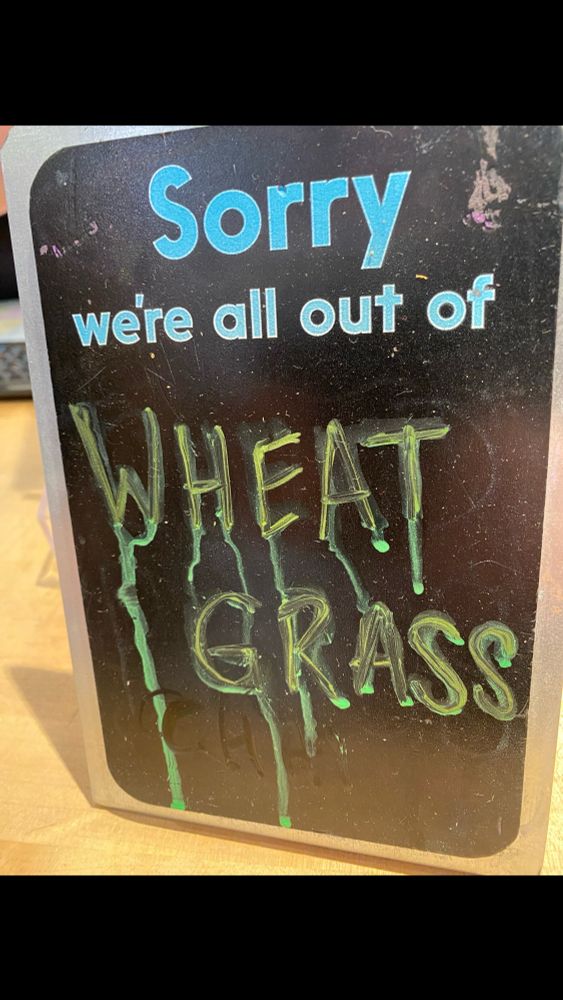 Sorry
we're all out of
WHEAT
GRASS